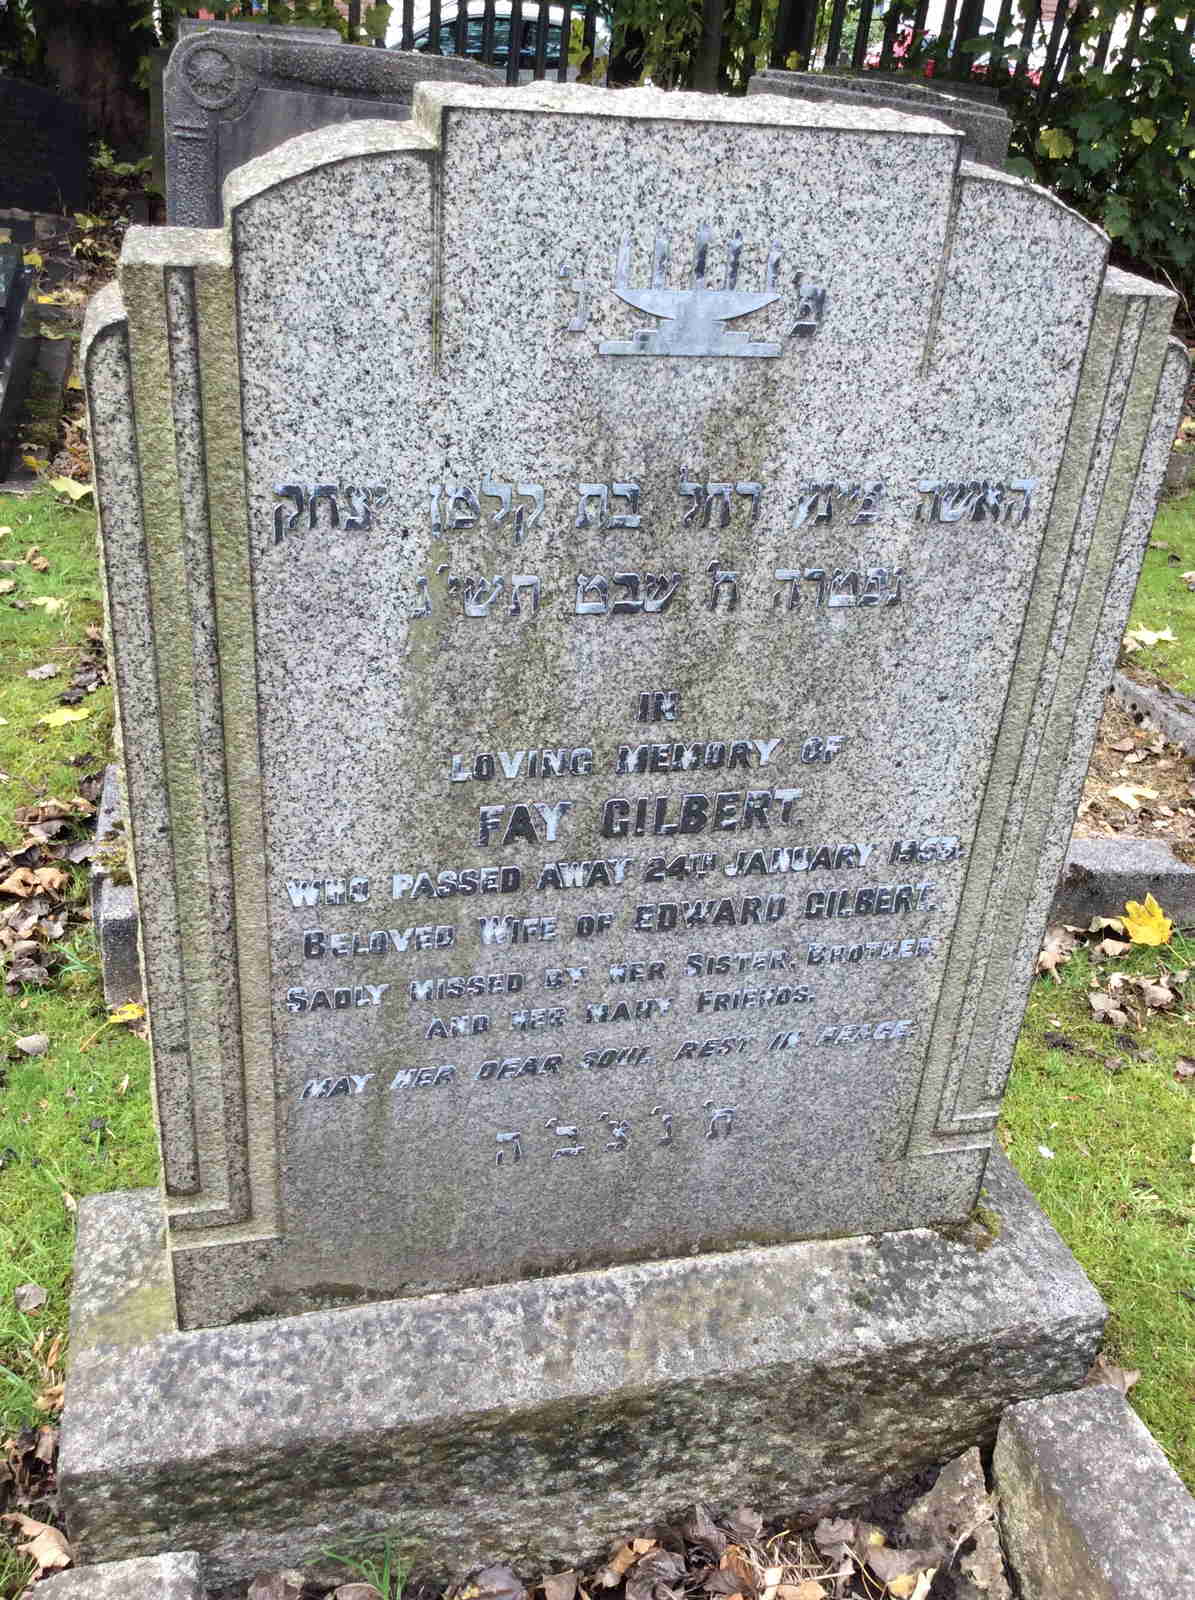 פ' נ'
האשה רחל בת קלמן יצחק
נפטרה ח' שבט תשי'ג
IN
LOVING MEMORY OF
FAY GILBERT.
WHO PASSED AWAY 24TH JANUARY 1953.
BELOVED WIFE OF EDWARD GILBERT.
SADLY MISSED BY HER SISTER, BROTHER
AND HER MANY FRIENDS.
MAY HER DEAR SOUL REST IN PEACE.
ת' נ' צ' ב' ה